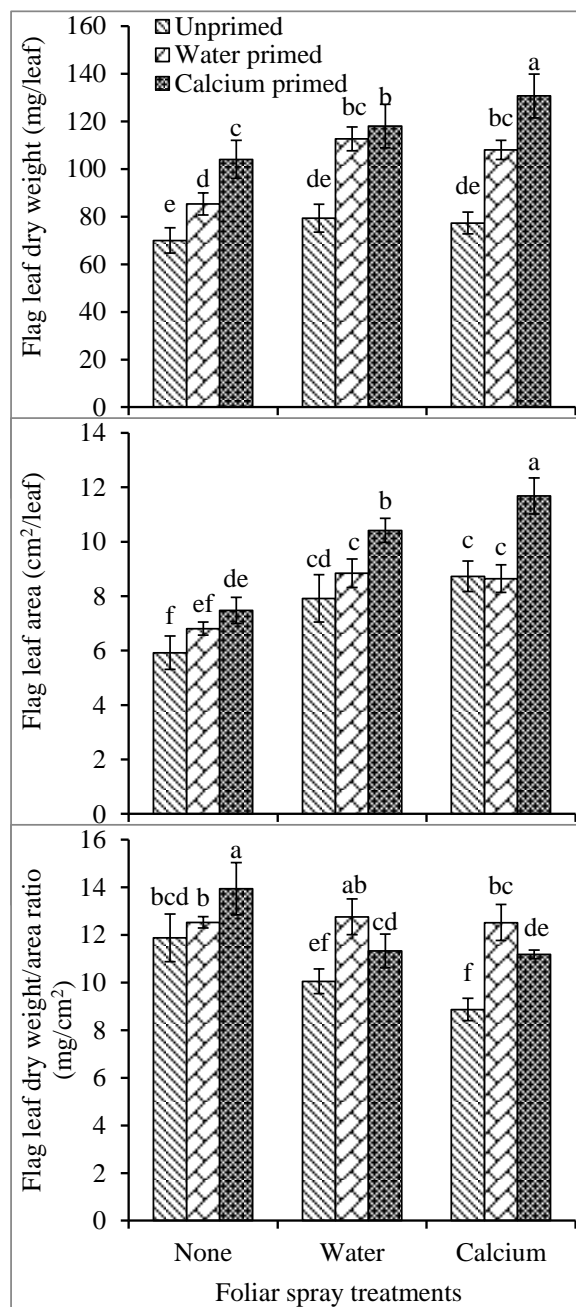 Flag leaf dry weight (mg/leaf)
160
140
120
100
80
60
40
20
0
Unprimed
Water primed
Calcium primed
e
d
c
de
bc
b
de
bc
a
Flag leaf area (cm²/leaf)
14
12
10
8
6
4
2
0
f
ef
de
cd
c
b
c
c
a
Flag leaf dry weight/area ratio
(mg/cm²)
16
14
12
10
8
6
4
2
0
bcd
b
a
ef
ab
cd
f
bc
de
None
Water
Calcium
Foliar spray treatments